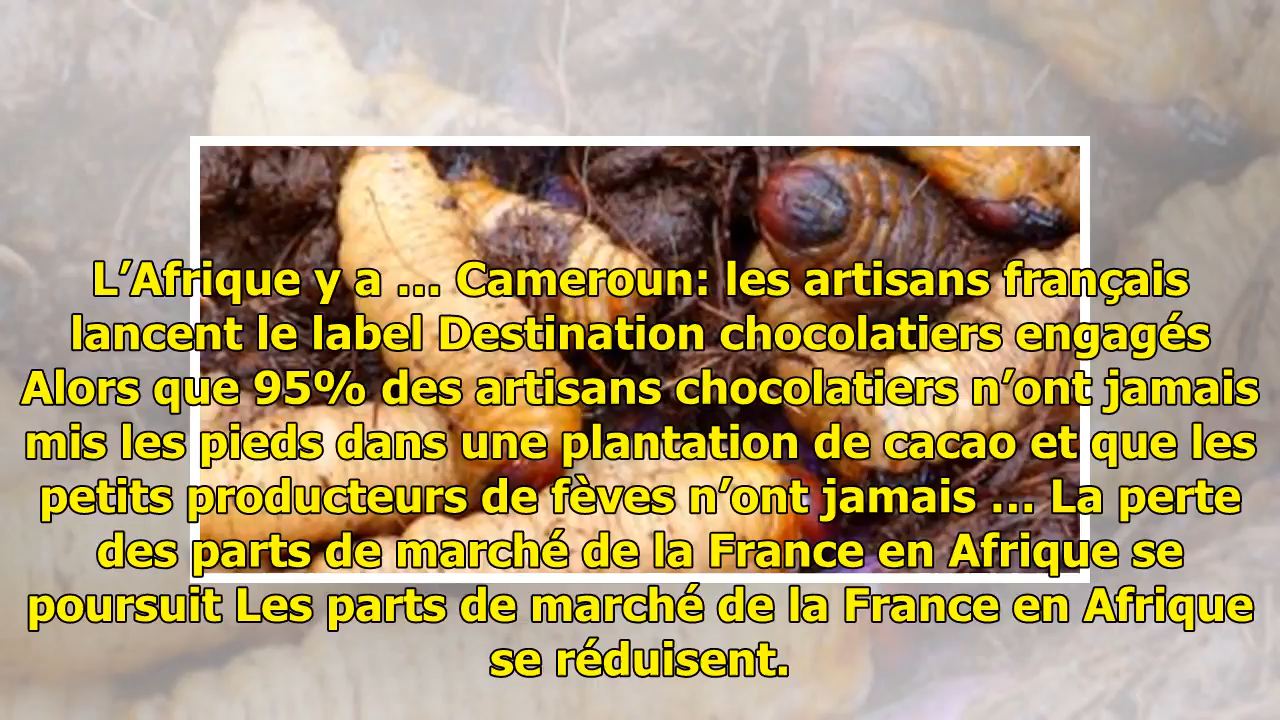 L’Afrique y a ... Cameroun: les artisans français
lancent le label Destination chocolatiers engagés
Alors que 95% des artisans chocolatiers n’ont jamais
mis les pieds dans une plantation de cacao et que les
petits producteurs de fèves n’ont jamais ... La perte
des parts de marché de la France en Afrique se
poursuit Les parts de marché de la France en Afrique
se réduisent.